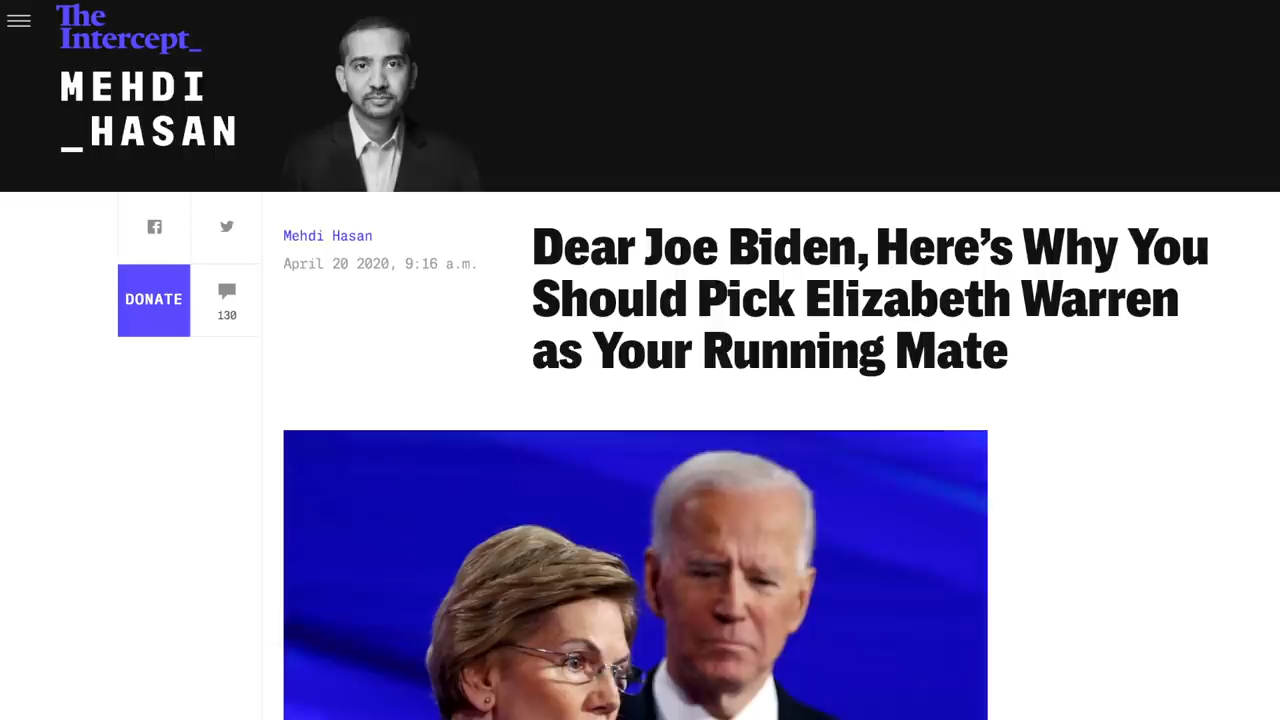 The
Intercept_
MEHDI
_HASAN
Mehdi Hasan
April 20 2020, 9:16 a.m.
DONATE
130
Dear Joe Biden, Here’s Why You
Should Pick Elizabeth Warren
as Your Running Mate